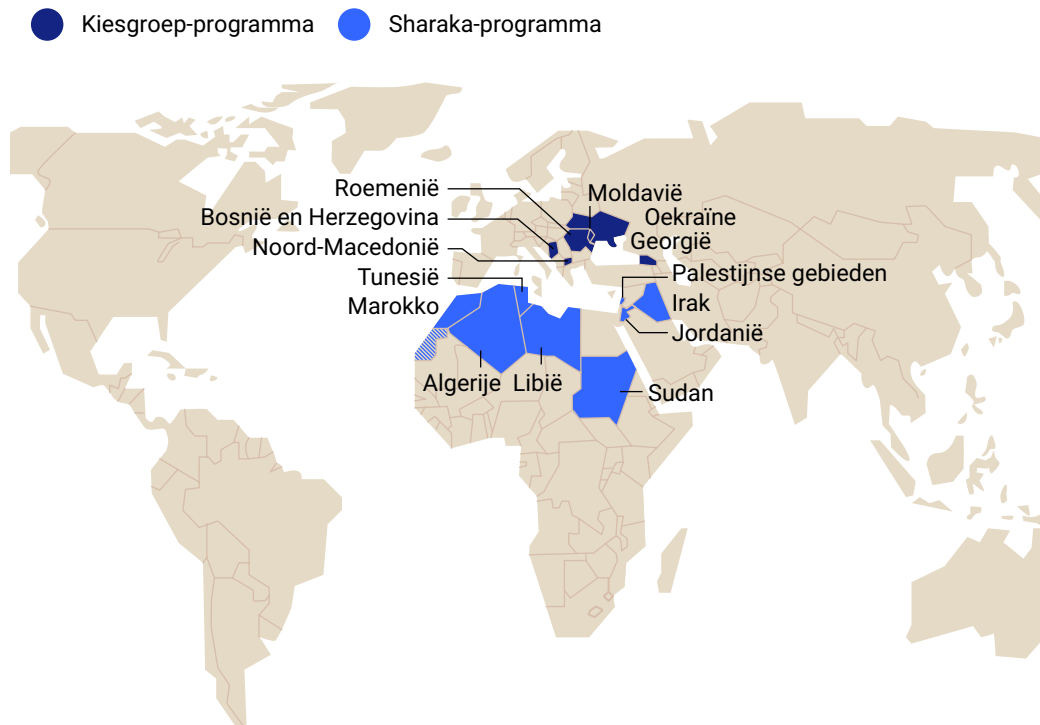 Kiesgroep-programma Sharaka-programma
Roemenië
Moldavië
Bosnië en Herzegovina
Oekraïne
Noord-Macedonië
Georgië
Tunesië
Palestijnse gebieden
Marokko
Irak
Jordanië
Algerije
Libië
Sudan